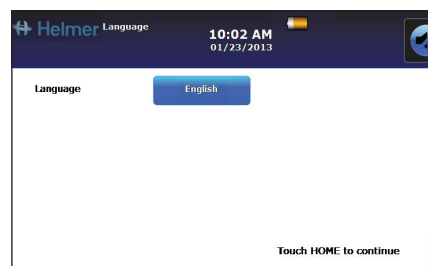 Helmer Language
10:02 AM
01/23/2013
Language English
Touch HOME to continue